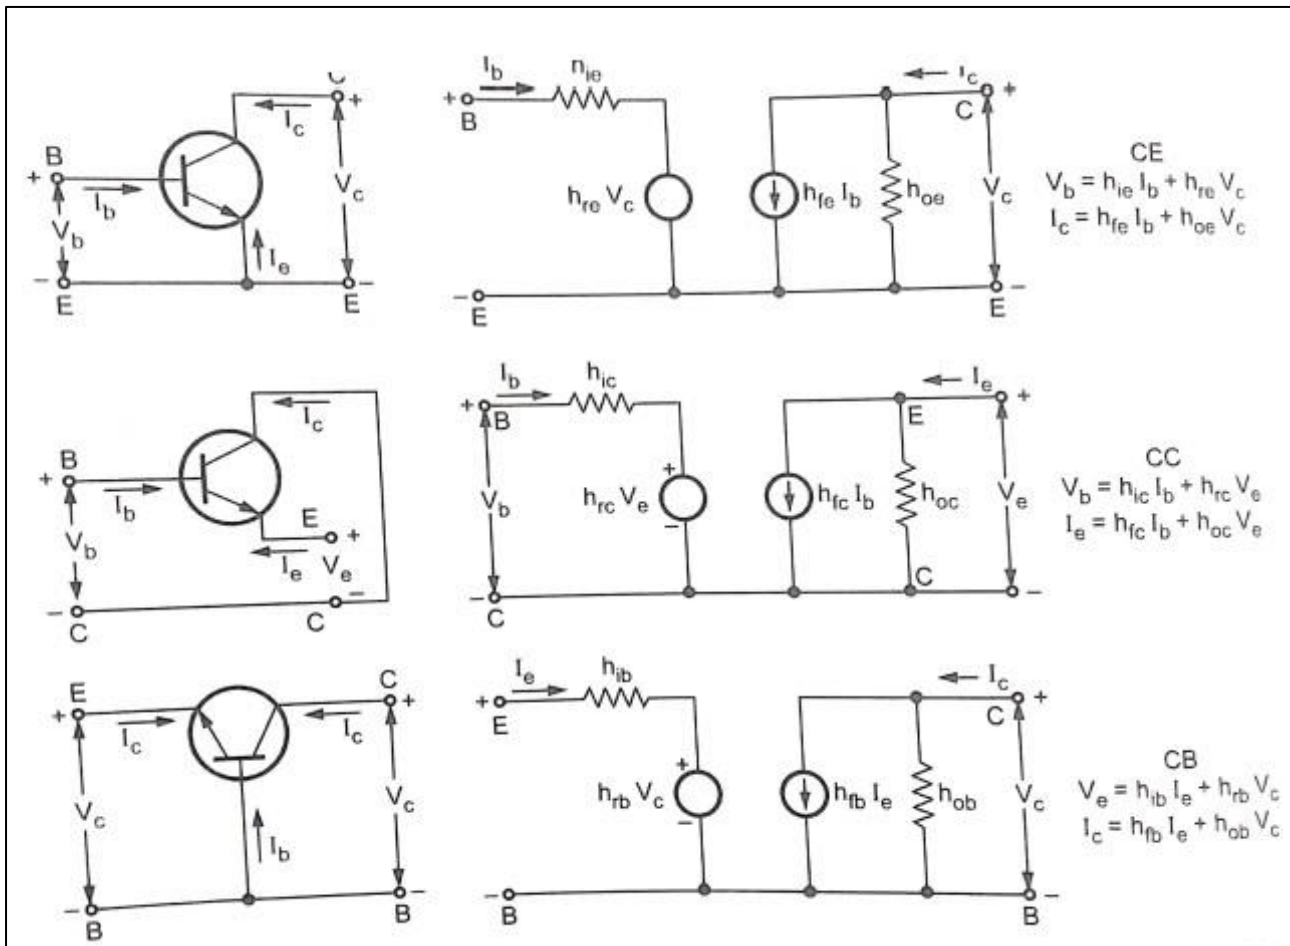 C
I_c
+
B
+
I_b
V_b
V_c
I_e
−
E
E
−
I_b
n_ie
I_c
+
B
C
+
h_re V_c
h_fe I_b
h_oe
V_c
−
E
E
−
CE
V_b = h_ie I_b + h_re V_c
I_c = h_fe I_b + h_oe V_c
I_c
B
+
I_b
V_b
E
+
I_e
V_e
−
C
C
−
I_b
h_ic
I_e
+
B
E
+
V_b
+
h_rc V_e
−
h_fc I_b
h_oc
V_e
−
C
C
−
CC
V_b = h_ic I_b + h_rc V_e
I_e = h_fc I_b + h_oc V_e
E
+
I_c
C
+
I_c
V_c
V_c
I_b
−
B
B
−
I_e
h_ib
I_c
+
E
C
+
+
h_rb V_c
−
h_fb I_e
h_ob
V_c
−
B
B
−
CB
V_e = h_ib I_e + h_rb V_c
I_c = h_fb I_e + h_ob V_c